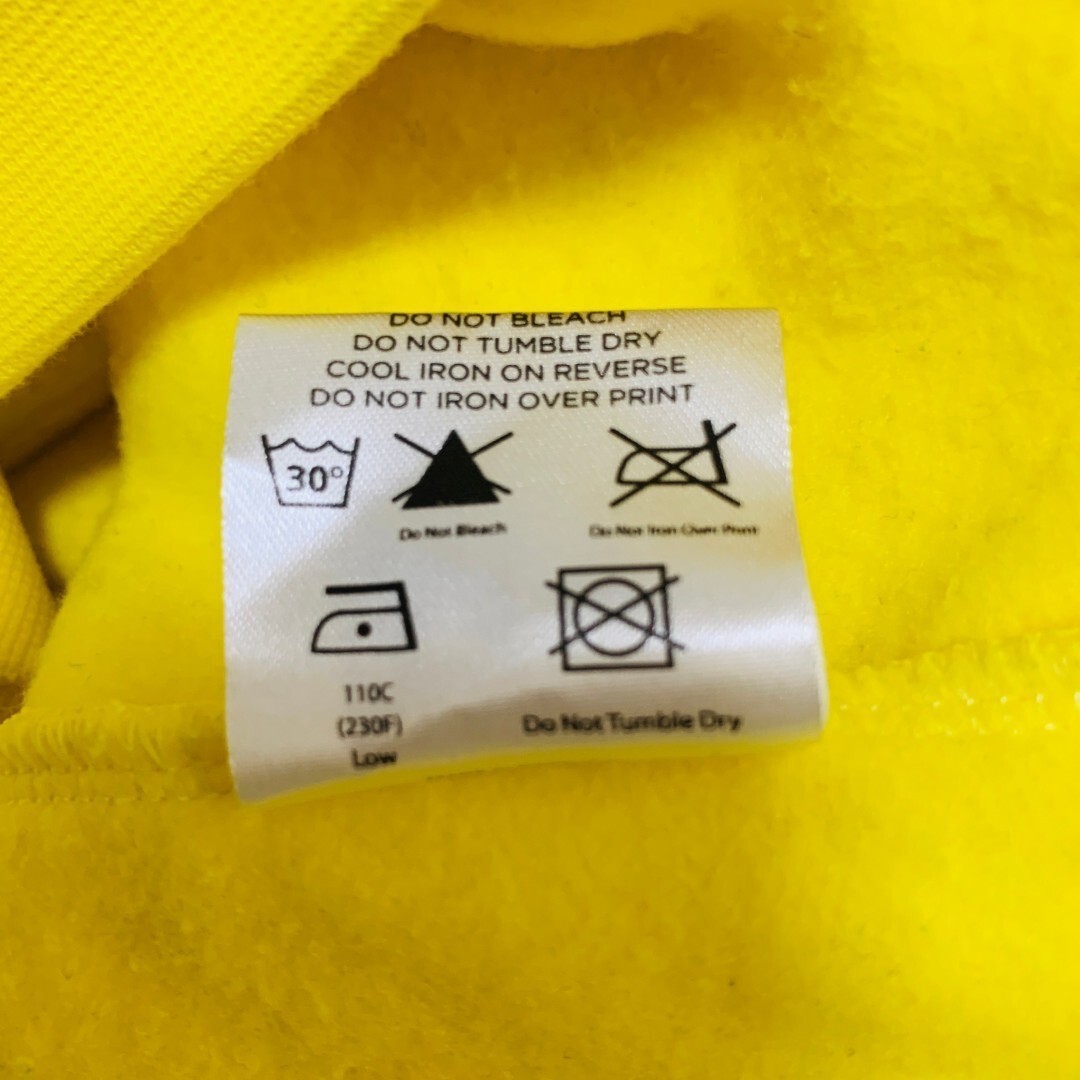 DO NOT BLEACH
DO NOT TUMBLE DRY
COOL IRON ON REVERSE
DO NOT IRON OVER PRINT
30°
Do Not Bleach
Do Not Iron Over Print
110C
(230F)
Low
Do Not Tumble Dry